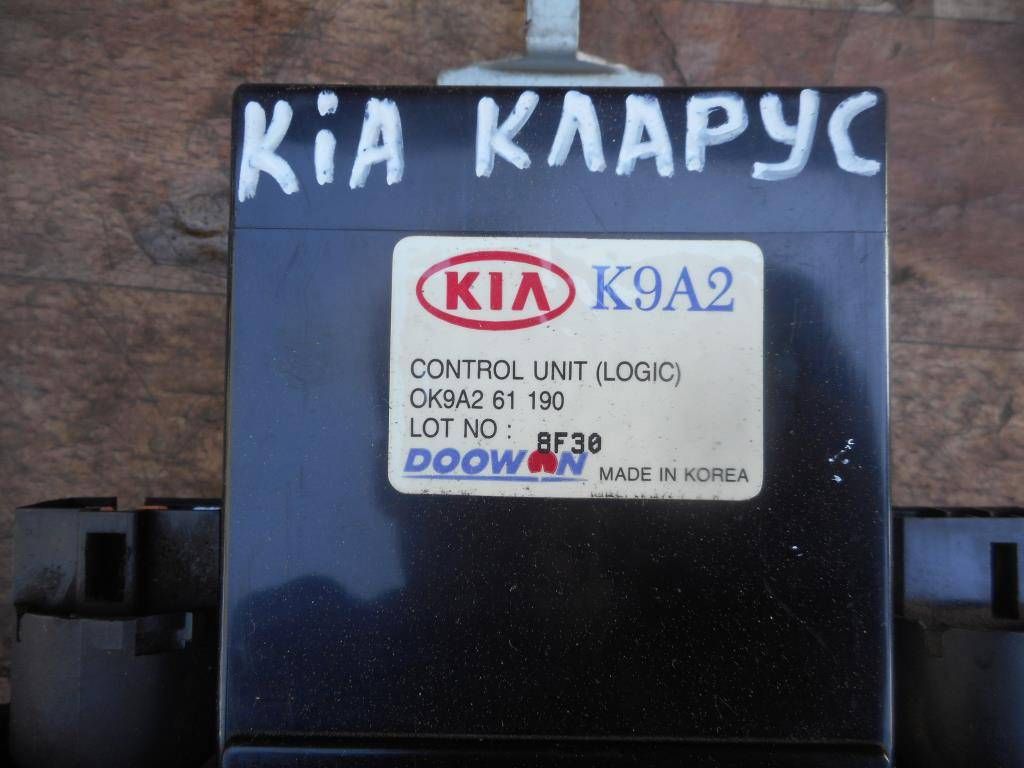 KiA КЛАРУС
KIA K9A2
CONTROL UNIT (LOGIC)
OK9A2 61 190
LOT NO : 8F30
DOOWON MADE IN KOREA